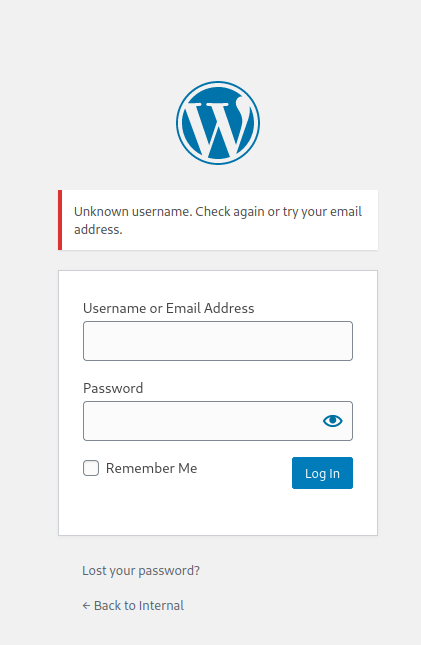 Unknown username. Check again or try your email
address.
Username or Email Address
Password
Remember Me
Log In
Lost your password?
← Back to Internal